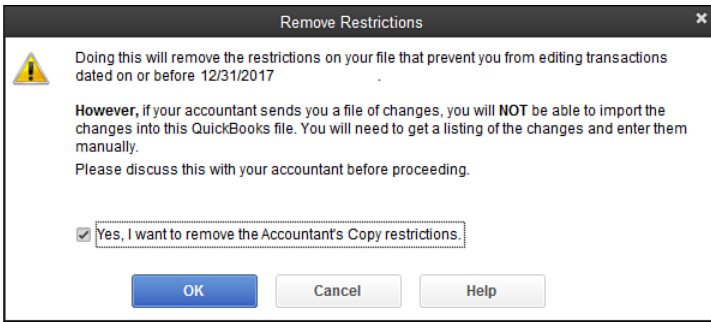 Remove Restrictions
Doing this will remove the restrictions on your file that prevent you from editing transactions
dated on or before 12/31/2017 .
However, if your accountant sends you a file of changes, you will NOT be able to import the
changes into this QuickBooks file. You will need to get a listing of the changes and enter them
manually.
Please discuss this with your accountant before proceeding.
Yes, I want to remove the Accountant's Copy restrictions.
OK Cancel Help